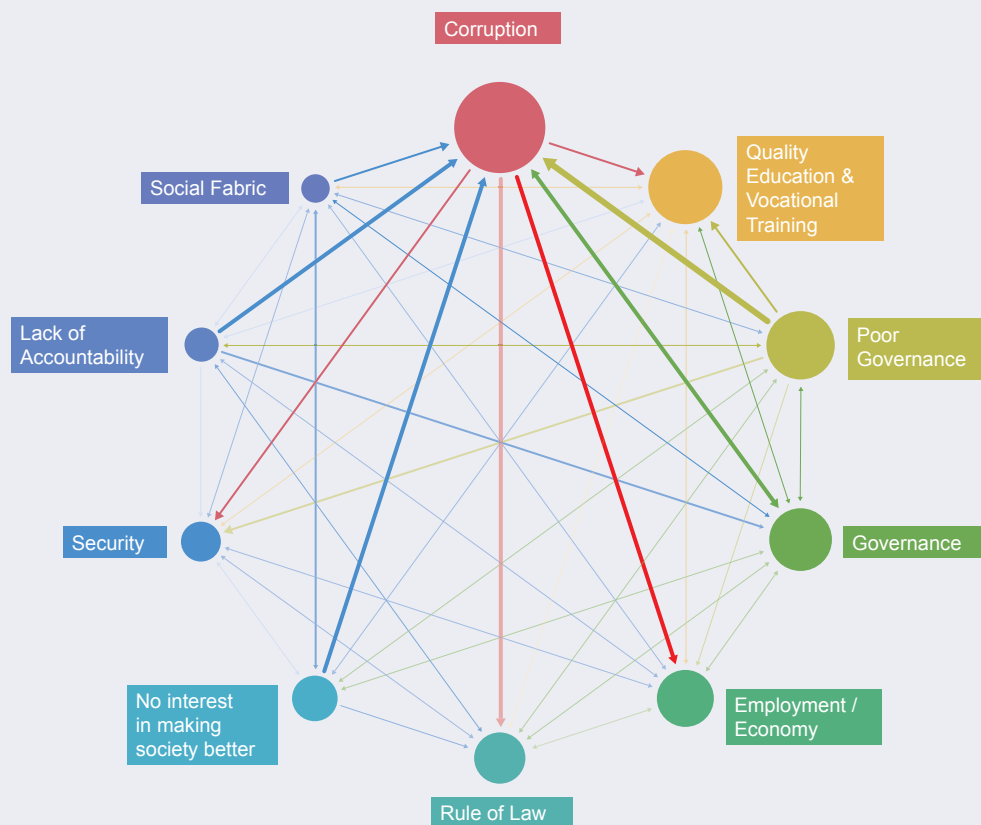 Corruption
Quality
Education &
Vocational
Training
Social Fabric
Lack of
Accountability
Poor
Governance
Security
Governance
No interest
in making
society better
Employment /
Economy
Rule of Law